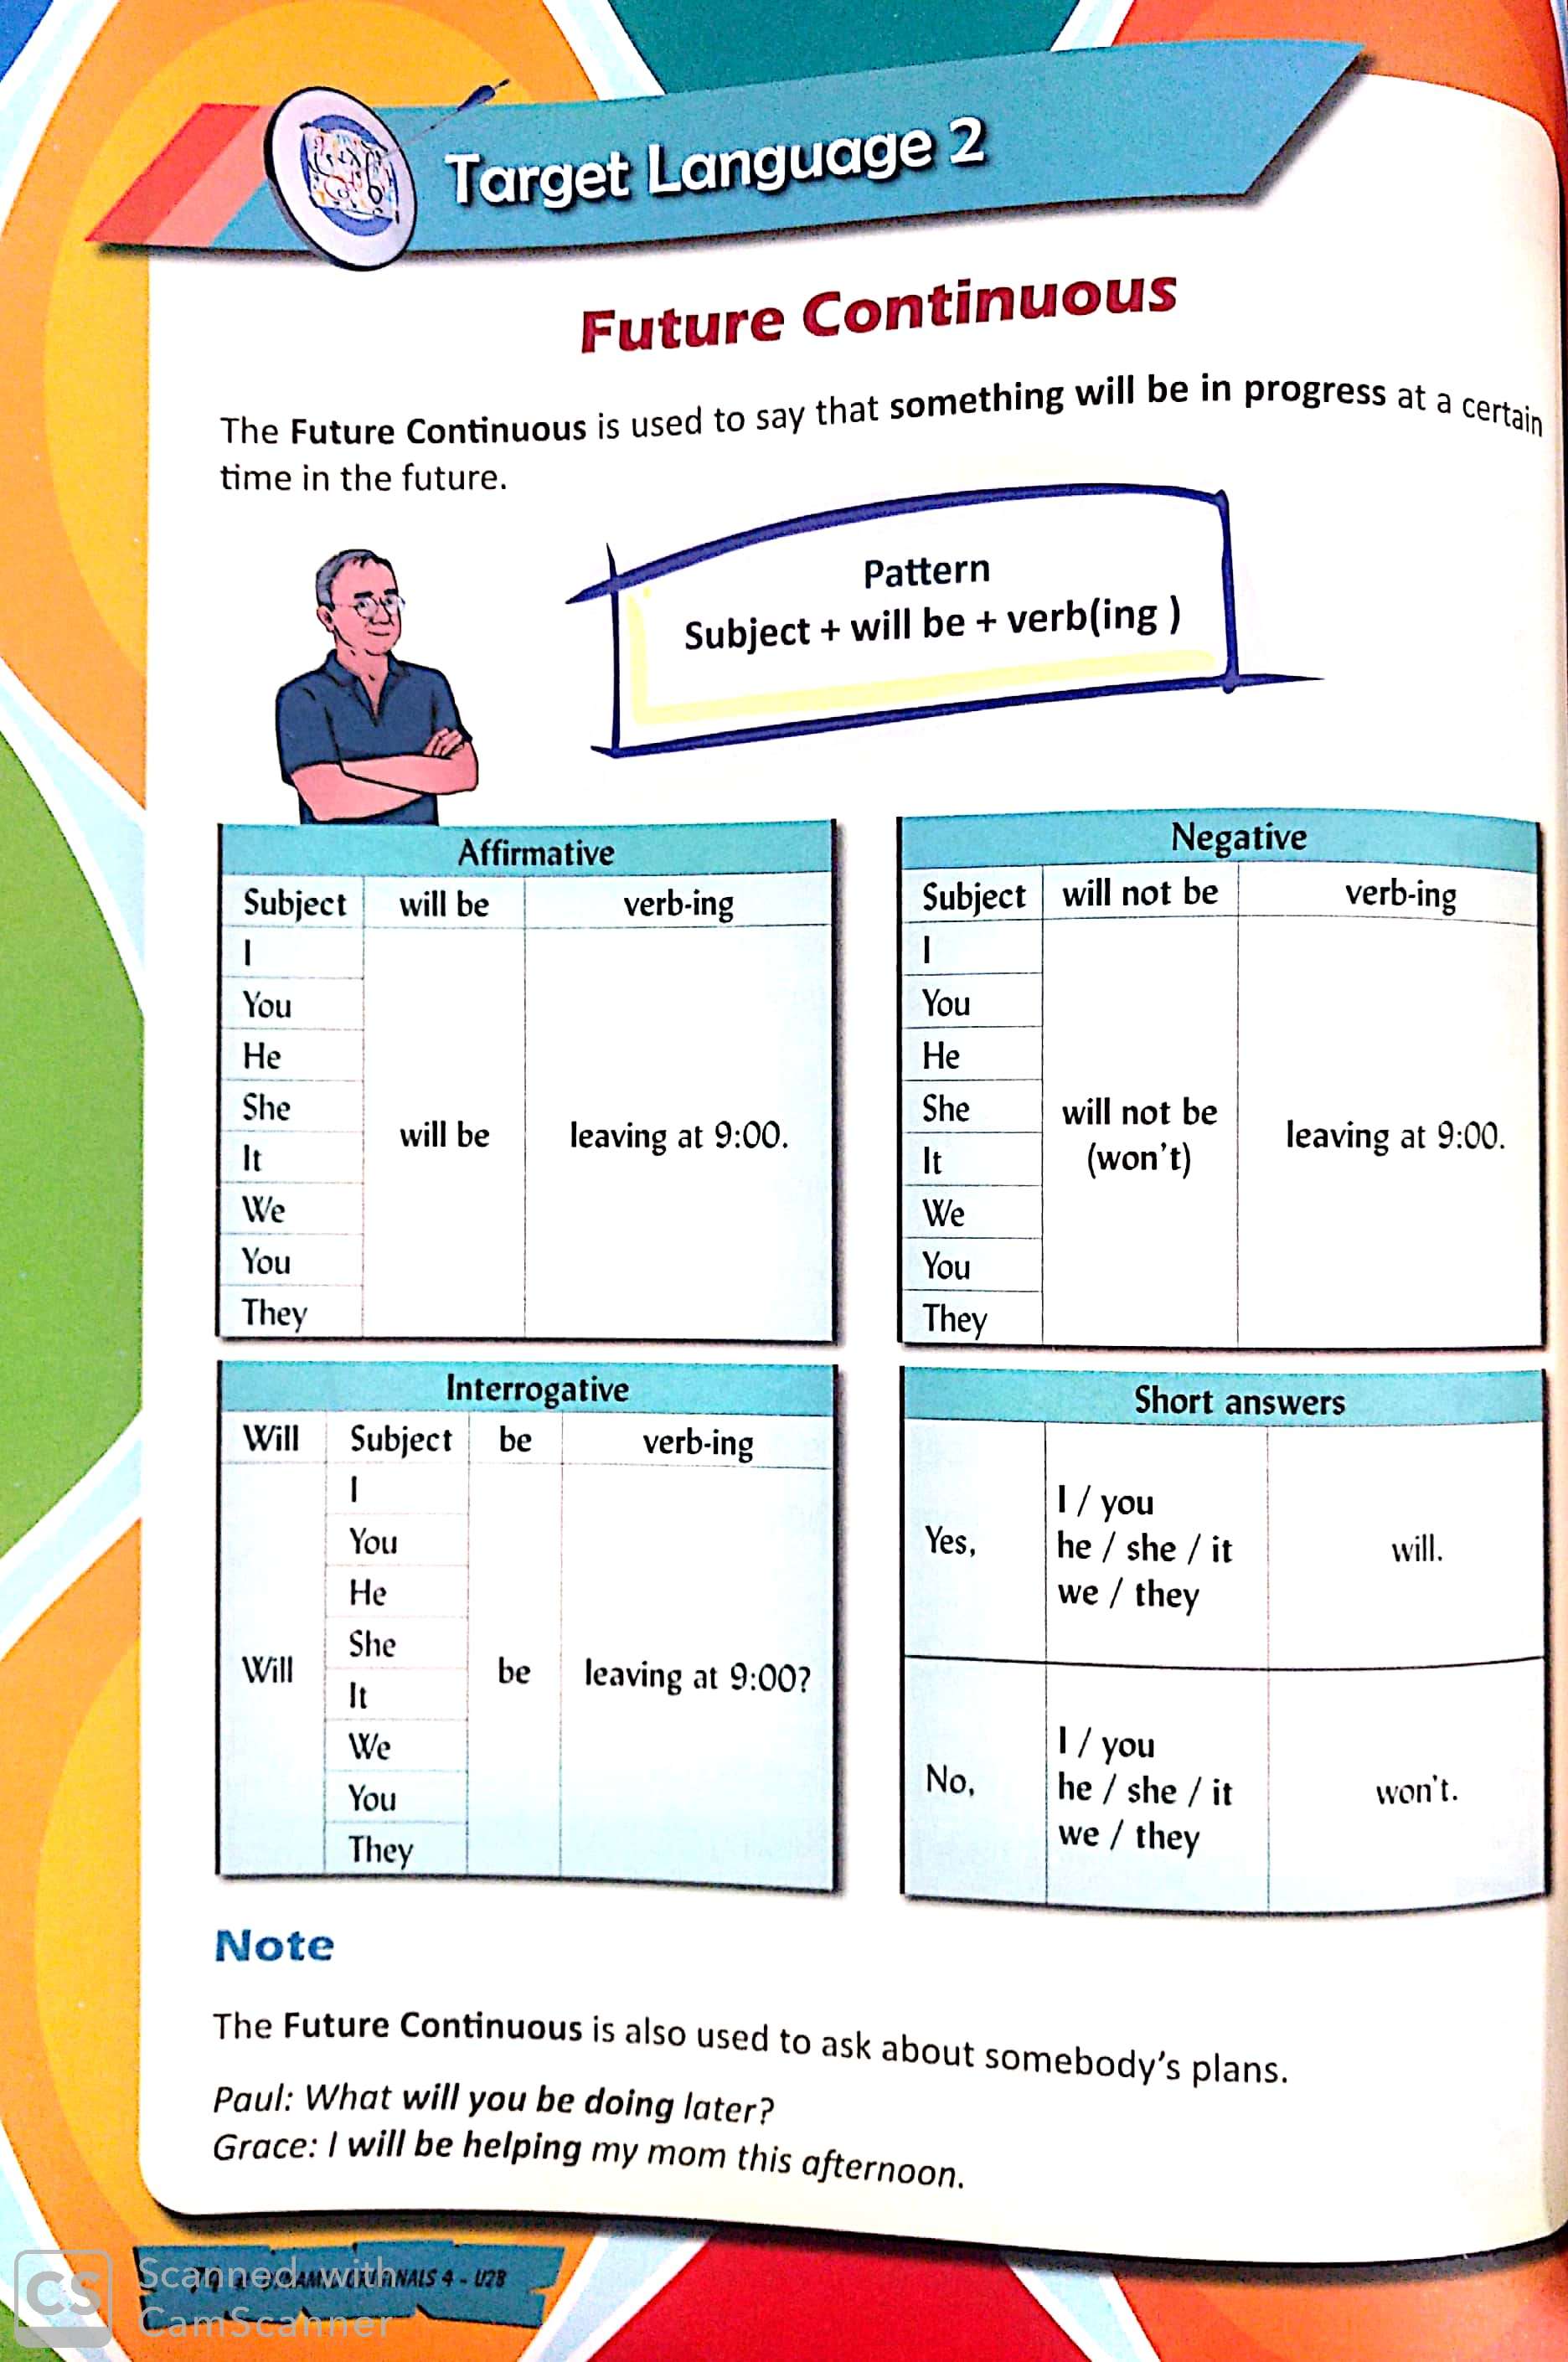 Target Language 2
Future Continuous
The Future Continuous is used to say that something will be in progress at a certain
time in the future.
Pattern
Subject + will be + verb(ing )
Affirmative
Subject will be verb-ing
I
You
He
She
It
We
You
They
will be
leaving at 9:00.
Negative
Subject will not be verb-ing
I
You
He
She
It
We
You
They
will not be
(won't)
leaving at 9:00.
Interrogative
Will Subject be verb-ing
Will
I
You
He
She
It
We
You
They
be
leaving at 9:00?
Short answers
Yes,
I / you
he / she / it
we / they
will.
No,
I / you
he / she / it
we / they
won't.
Note
The Future Continuous is also used to ask about somebody's plans.
Paul: What will you be doing later?
Grace: I will be helping my mom this afternoon.
4 - U28
CS
Scanned with
CamScanner